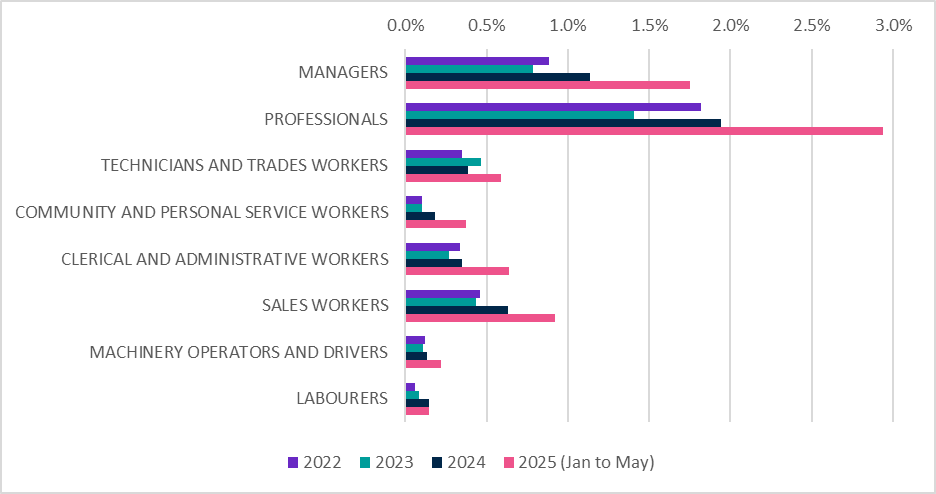 0.0% 0.5% 1.0% 1.5% 2.0% 2.5% 3.0%
MANAGERS
PROFESSIONALS
TECHNICIANS AND TRADES WORKERS
COMMUNITY AND PERSONAL SERVICE WORKERS
CLERICAL AND ADMINISTRATIVE WORKERS
SALES WORKERS
MACHINERY OPERATORS AND DRIVERS
LABOURERS
2022 2023 2024 2025 (Jan to May)